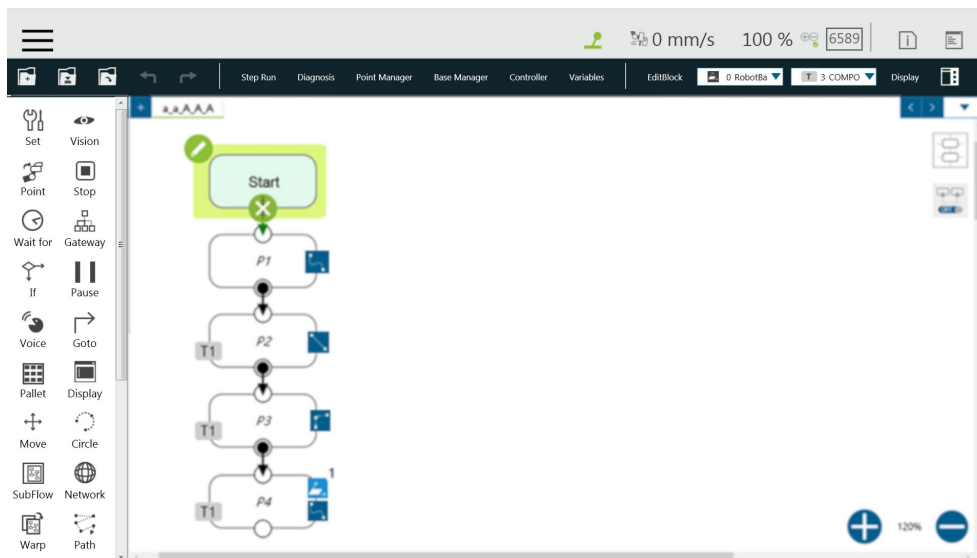 0 mm/s 100 % 6589
Step Run Diagnosis Point Manager Base Manager Controller Variables EditBlock 0 RobotBa T 3 COMPO Display
a_a_A_A_A
Set Vision
Point Stop
Wait for Gateway
If Pause
Voice Goto
Pallet Display
Move Circle
SubFlow Network
Warp Path
Start
P1
P2
T1
P3
T1
1
P4
T1
OFF
120%